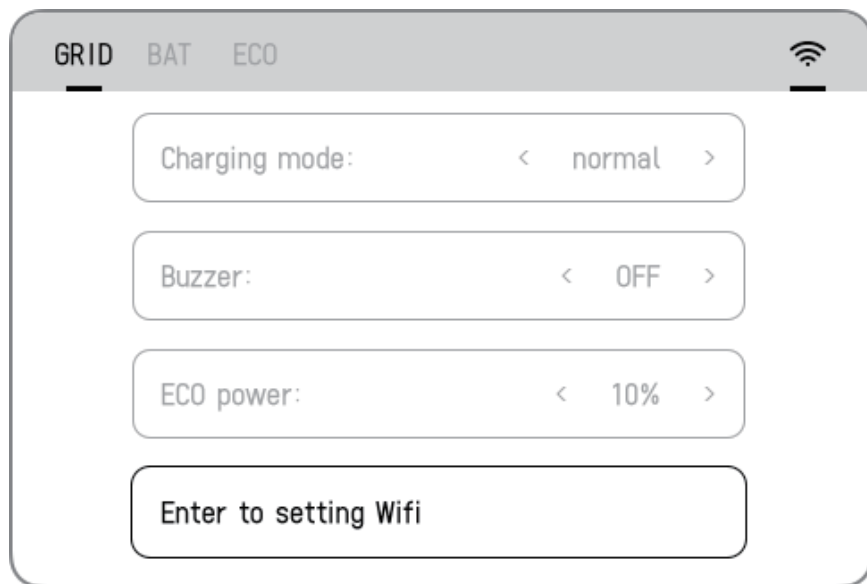 GRID BAT ECO
Charging mode: < normal >
Buzzer: < OFF >
ECO power: < 10% >
Enter to setting Wifi